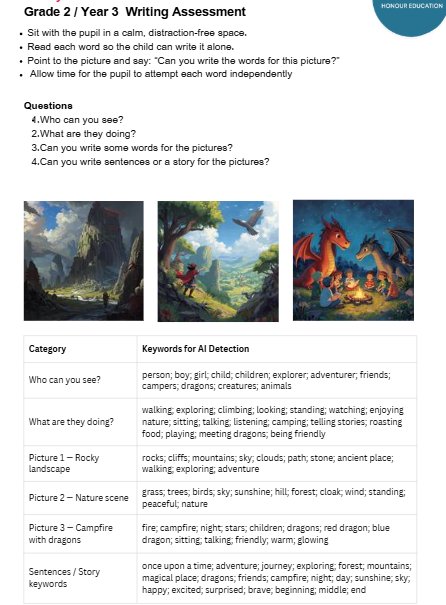 HONOUR EDUCATION
Grade 2 / Year 3 Writing Assessment
• Sit with the pupil in a calm, distraction-free space.
• Read each word so the child can write it alone.
• Point to the picture and say: "Can you write the words for this picture?"
• Allow time for the pupil to attempt each word independently
Questions
1.Who can you see?
2.What are they doing?
3.Can you write some words for the pictures?
4.Can you write sentences or a story for the pictures?
Category
Keywords for AI Detection
Who can you see?
person; boy; girl; child; children; explorer; adventurer; friends;
campers; dragons; creatures; animals
What are they doing?
walking; exploring; climbing; looking; standing; watching; enjoying
nature; sitting; talking; listening; camping; telling stories; roasting
food; playing; meeting dragons; being friendly
Picture 1 – Rocky
landscape
rocks; cliffs; mountains; sky; clouds; path; stone; ancient place;
walking; exploring; adventure
Picture 2 – Nature scene
grass; trees; birds; sky; sunshine; hill; forest; cloak; wind; standing;
peaceful; nature
Picture 3 – Campfire
with dragons
fire; campfire; night; stars; children; dragons; red dragon; blue
dragon; sitting; talking; friendly; warm; glowing
Sentences / Story
keywords
once upon a time; adventure; journey; exploring; forest; mountains;
magical place; dragons; friends; campfire; night; day; sunshine; sky;
happy; excited; surprised; brave; beginning; middle; end